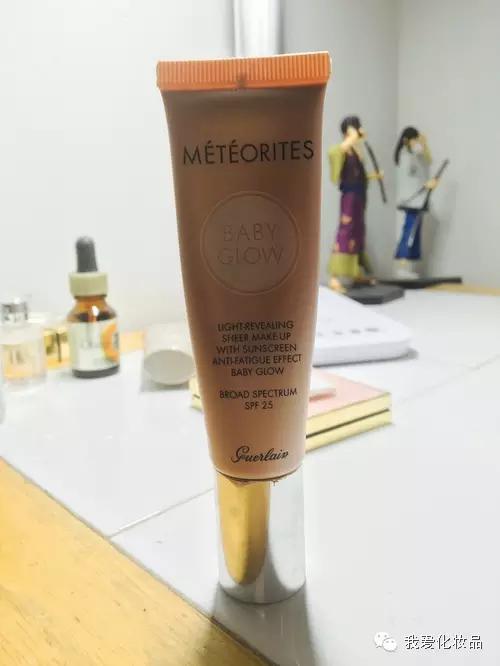 MÉTÉORITES
BABY
GLOW
LIGHT-REVEALING
SHEER MAKE-UP
WITH SUNSCREEN
ANTI-FATIGUE EFFECT
BABY GLOW
BROAD SPECTRUM
SPF 25
Guerlain
我爱化妆品